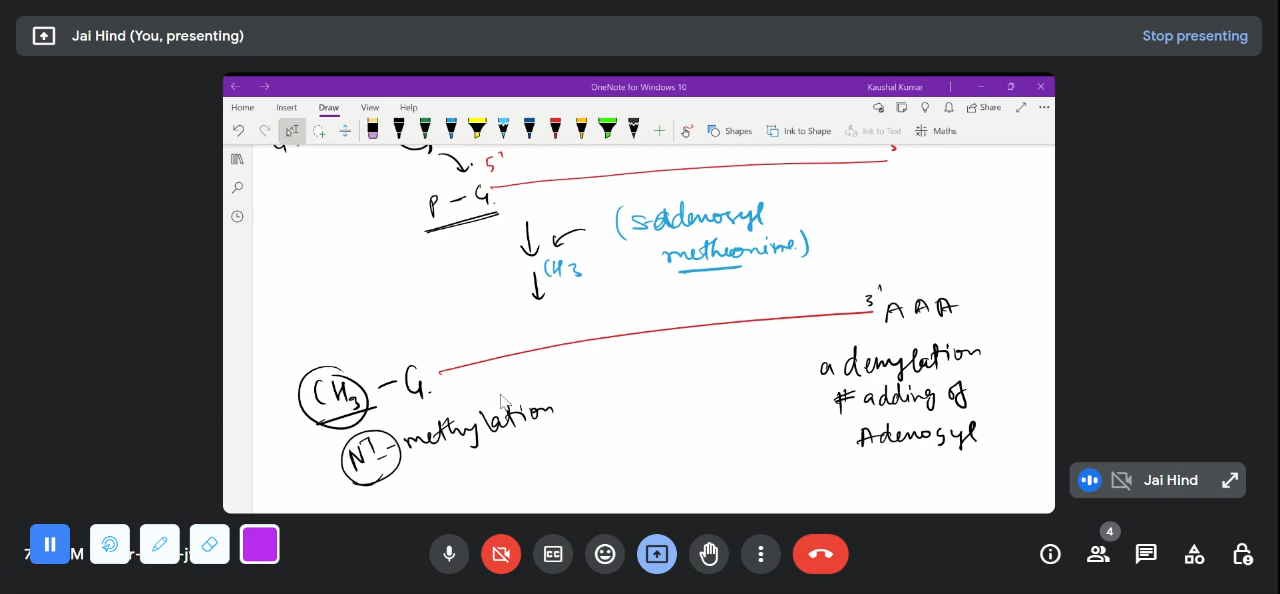 Jai Hind (You, presenting)
Stop presenting
OneNote for Windows 10
Kaushal Kumar
Home Insert Draw View Help
Share
Shapes Ink to Shape Ink to Text Maths
5'
P - G.
(s-adenosyl
metheonine.)
CH3
3' AAA
CH3 - G.
adenylation
# adding of
Adenosyl
N7 - methylation
Jai Hind
4
7
M
r-
-j